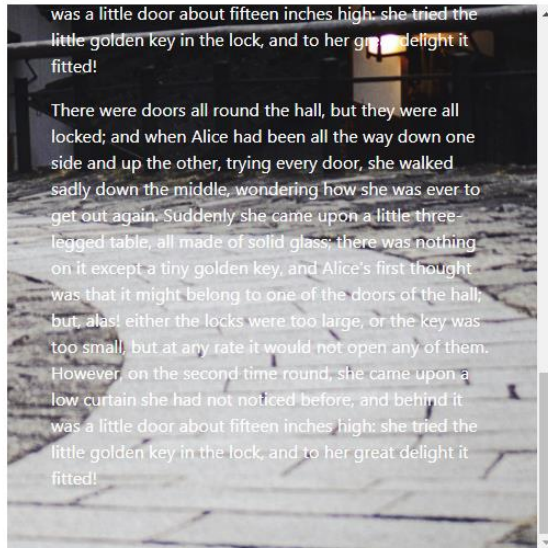 was a little door about fifteen inches high: she tried the
little golden key in the lock, and to her great delight it
fitted!
There were doors all round the hall, but they were all
locked; and when Alice had been all the way down one
side and up the other, trying every door, she walked
sadly down the middle, wondering how she was ever to
get out again. Suddenly she came upon a little three-
legged table, all made of solid glass; there was nothing
on it except a tiny golden key, and Alice's first thought
was that it might belong to one of the doors of the hall;
but, alas! either the locks were too large, or the key was
too small, but at any rate it would not open any of them.
However, on the second time round, she came upon a
low curtain she had not noticed before, and behind it
was a little door about fifteen inches high: she tried the
little golden key in the lock, and to her great delight it
fitted!